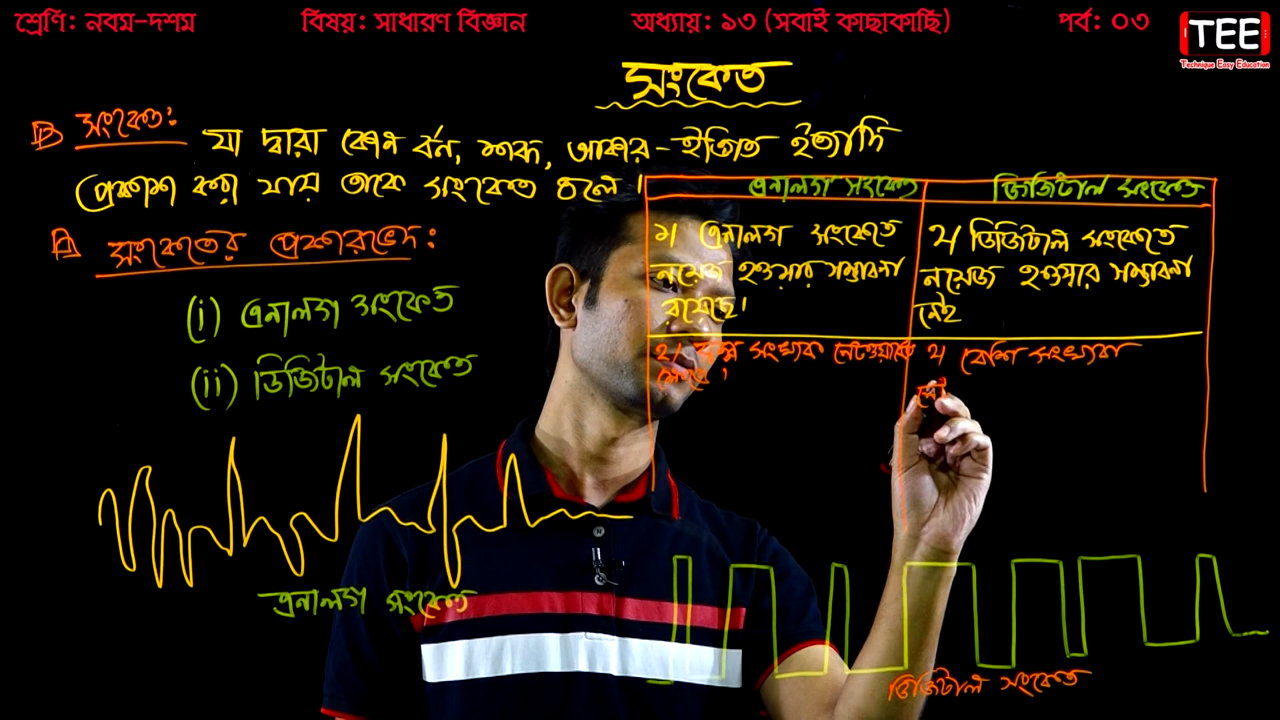 শ্রেণি: নবম-দশম
বিষয়: সাধারণ বিজ্ঞান
অধ্যায়: ১৩ (সবাই কাছাকাছি)
পর্ব: ০৩
TEE
Technique Easy Education
সংকেত
সংকেত:
যা দ্বারা কোন বর্ন, শব্দ, আকার-ইঙ্গিত ইত্যাদি
প্রকাশ করা যায় তাকে সংকেত বলে।
সংকেতের প্রকারভেদ:
(i) এনালগ সংকেত
(ii) ডিজিটাল সংকেত
এনালগ সংকেত
ডিজিটাল সংকেত
১। এনালগ সংকেতে
নয়েজ হওয়ার সম্ভাবনা
রয়েছে।
১। ডিজিটাল সংকেতে
নয়েজ হওয়ার সম্ভাবনা
নেই
২। সংখ্যক নেটওয়ার্ক
২। বেশি সংখ্যক
এনালগ সংকেত
ডিজিটাল সংকেত